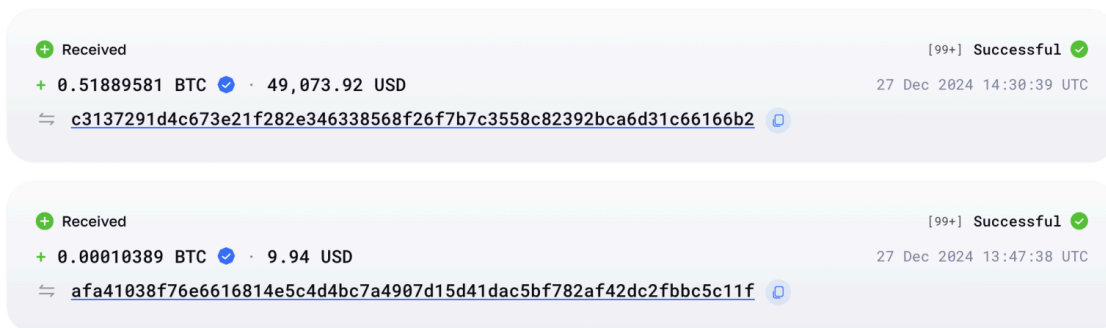 Received
[99+] Successful
+ 0.51889581 BTC · 49,073.92 USD
27 Dec 2024 14:30:39 UTC
c3137291d4c673e21f282e346338568f26f7b7c3558c82392bca6d31c66166b2
Received
[99+] Successful
+ 0.00010389 BTC · 9.94 USD
27 Dec 2024 13:47:38 UTC
afa41038f76e6616814e5c4d4bc7a4907d15d41dac5bf782af42dc2fbbc5c11f